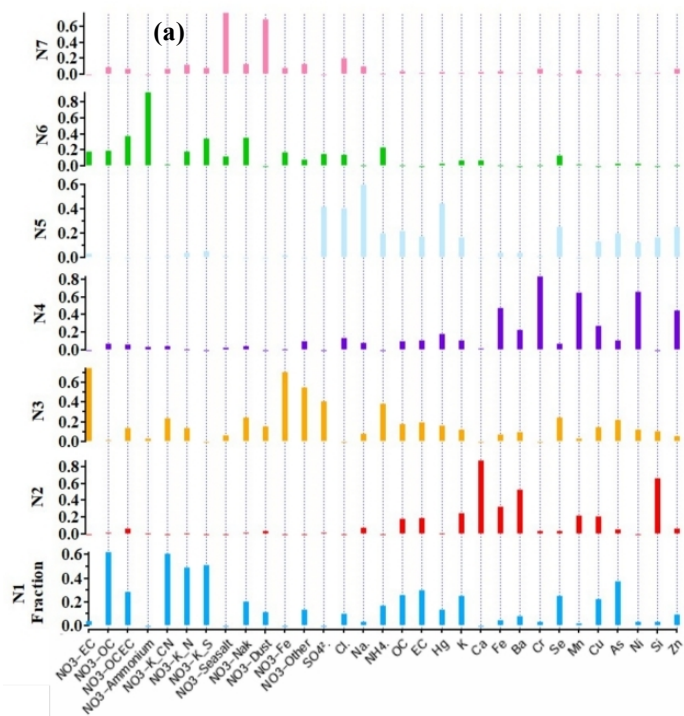 (a)
N7
0.6
0.4
0.2
0.0
N6
0.8
0.6
0.4
0.2
0.0
N5
0.6
0.4
0.2
0.0
N4
0.8
0.6
0.4
0.2
0.0
N3
0.6
0.4
0.2
0.0
N2
0.8
0.6
0.4
0.2
0.0
N1
Fraction
0.6
0.4
0.2
0.0
NO3-EC
NO3-OC
NO3-OCEC
NO3-Ammonium
NO3-K_CN
NO3-K_N
NO3-K_S
NO3-Seasalt
NO3-Nak
NO3-Dust
NO3-Fe
NO3-Other
SO4².
Cl.
Na.
NH4.
OC
EC
Hg
K
Ca
Fe
Ba
Cr
Se
Mn
Cu
As
Ni
Si
Zn